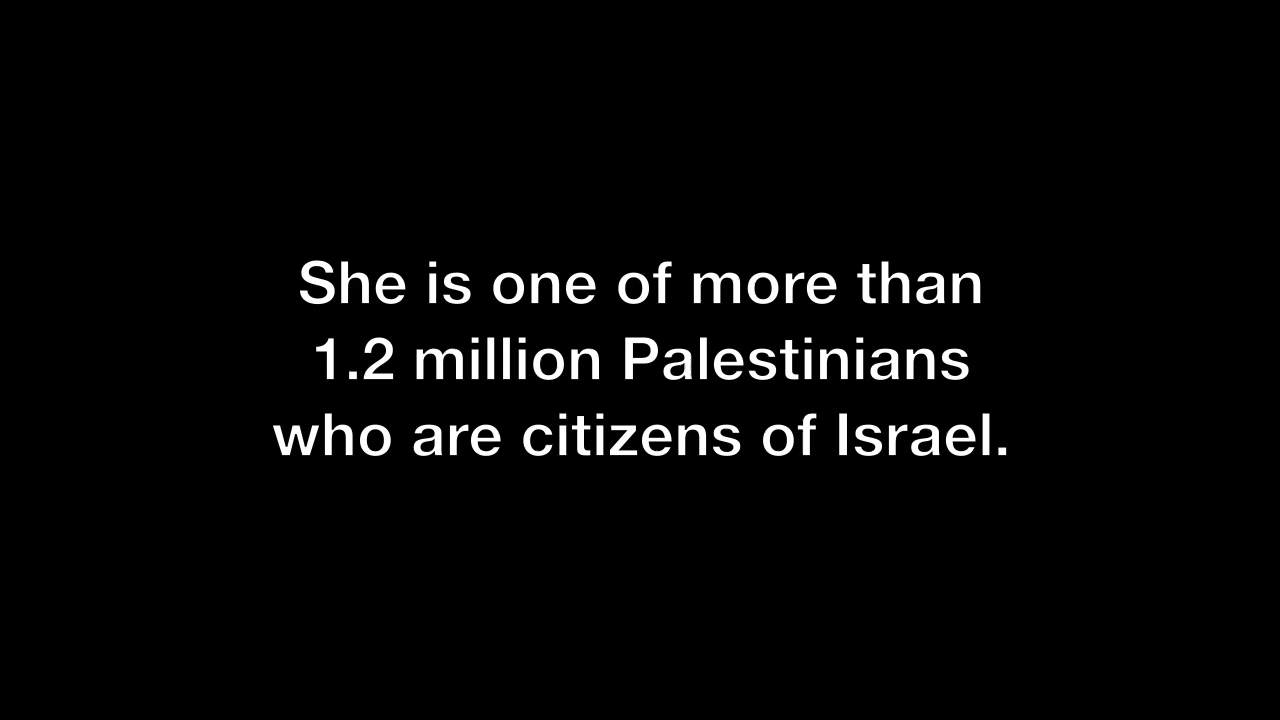 She is one of more than
1.2 million Palestinians
who are citizens of Israel.